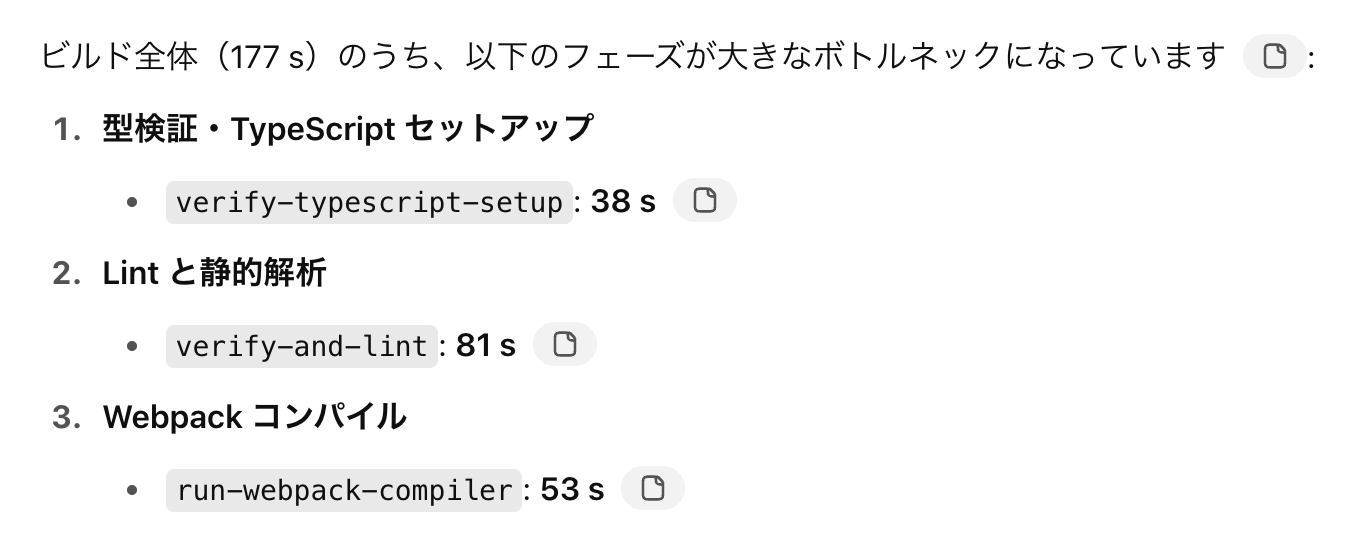 ビルド全体（177 s）のうち、以下のフェーズが大きなボトルネックになっています :
1. 型検証・TypeScript セットアップ
• verify-typescript-setup: 38 s
2. Lint と静的解析
• verify-and-lint: 81 s
3. Webpack コンパイル
• run-webpack-compiler: 53 s